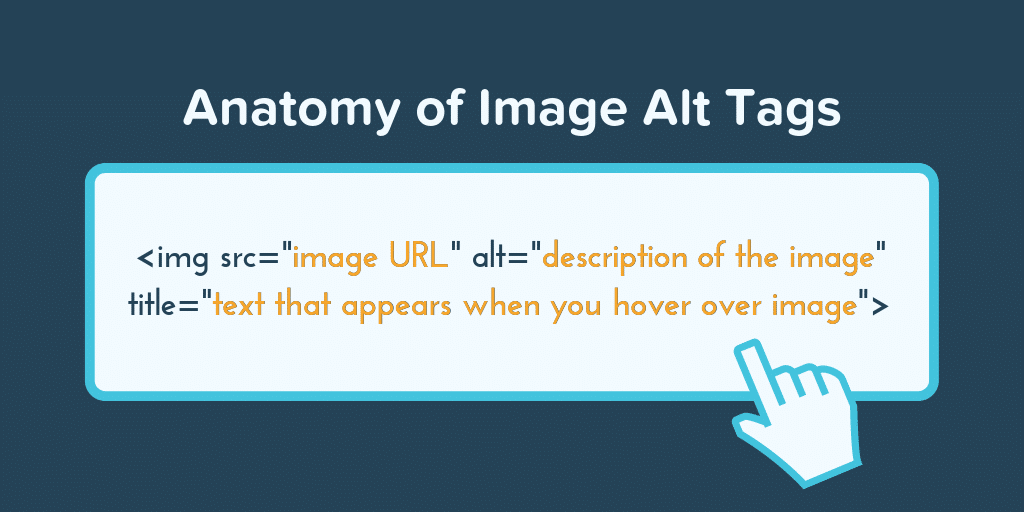 Anatomy of Image Alt Tags
<img src="image URL" alt="description of the image"
title="text that appears when you hover over image">